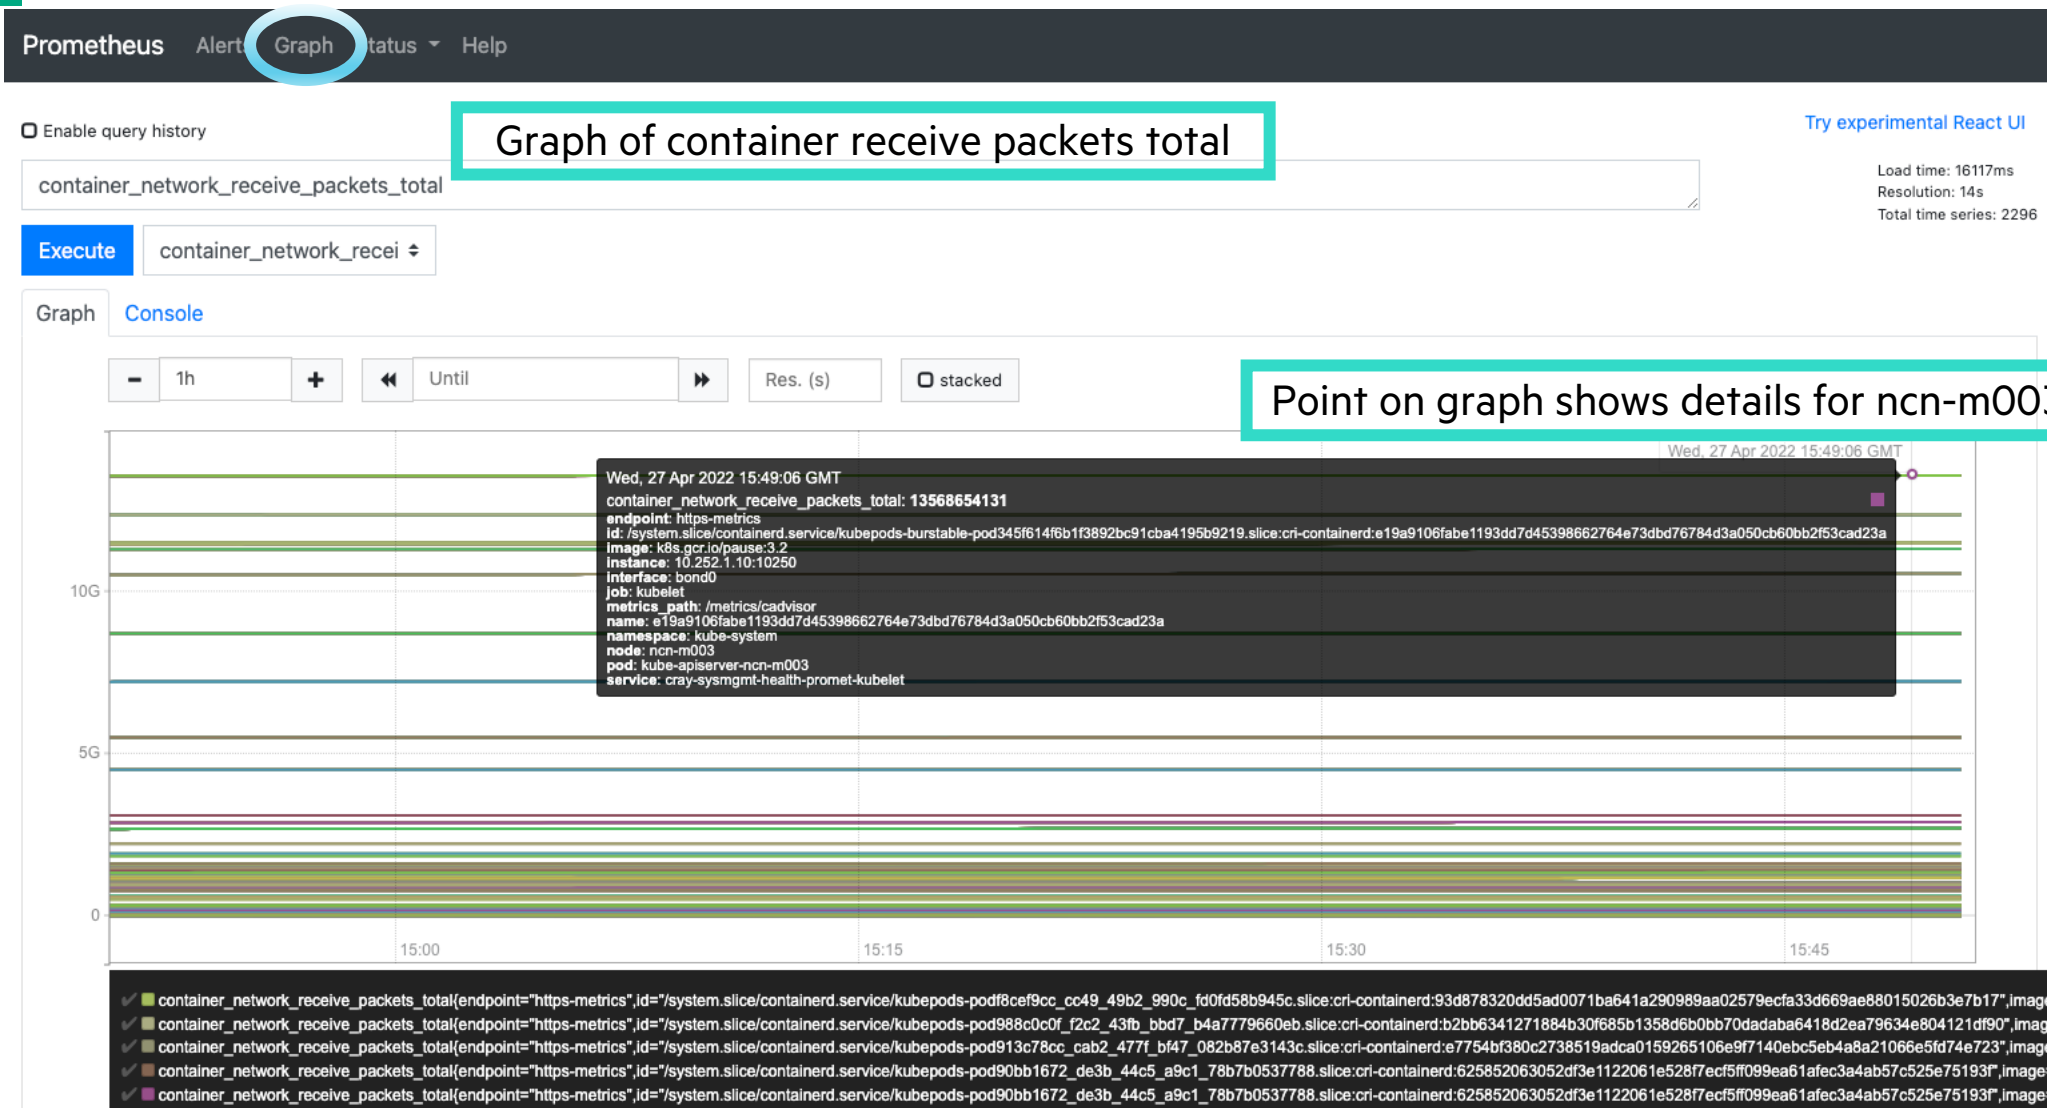 Prometheus Alert Graph tatus Help
Enable query history
Graph of container receive packets total
Try experimental React UI
container_network_receive_packets_total
Load time: 16117ms
Resolution: 14s
Total time series: 2296
Execute container_network_recei
Graph Console
- 1h + Until Res. (s) stacked
Point on graph shows details for ncn-m003
Wed, 27 Apr 2022 15:49:06 GMT
Wed, 27 Apr 2022 15:49:06 GMT
container_network_receive_packets_total: 13568654131
endpoint: https-metrics
id: /system.slice/containerd.service/kubepods-burstable-pod345f614f6b1f3892bc91cba4195b9219.slice:cri-containerd:e19a9106fabe1193dd7d45398662764e73dbd76784d3a050cb60bb2f53cad23a
image: k8s.gcr.io/pause:3.2
instance: 10.252.1.10:10250
interface: bond0
job: kubelet
metrics_path: /metrics/cadvisor
name: e19a9106fabe1193dd7d45398662764e73dbd76784d3a050cb60bb2f53cad23a
namespace: kube-system
node: ncn-m003
pod: kube-apiserver-ncn-m003
service: cray-sysmgmt-health-promet-kubelet
10G
5G
0
15:00 15:15 15:30 15:45
container_network_receive_packets_total{endpoint="https-metrics",id="/system.slice/containerd.service/kubepods-podf8cef9cc_cc49_49b2_990c_fd0fd58b945c.slice:cri-containerd:93d878320dd5ad0071ba641a290989aa02579ecfa33d669ae88015026b3e7b17",image
container_network_receive_packets_total{endpoint="https-metrics",id="/system.slice/containerd.service/kubepods-pod988c0c0f_f2c2_43fb_bbd7_b4a7779660eb.slice:cri-containerd:b2bb6341271884b30f685b1358d6b0bb70dadaba6418d2ea79634e804121df90",imag
container_network_receive_packets_total{endpoint="https-metrics",id="/system.slice/containerd.service/kubepods-pod913c78cc_cab2_477f_bf47_082b87e3143c.slice:cri-containerd:e7754bf380c2738519adca0159265106e9f7140ebc5eb4a8a21066e5fd74e723",image
container_network_receive_packets_total{endpoint="https-metrics",id="/system.slice/containerd.service/kubepods-pod90bb1672_de3b_44c5_a9c1_78b7b0537788.slice:cri-containerd:625852063052df3e1122061e528f7ecf5ff099ea61afec3a4ab57c525e75193f",image=
container_network_receive_packets_total{endpoint="https-metrics",id="/system.slice/containerd.service/kubepods-pod90bb1672_de3b_44c5_a9c1_78b7b0537788.slice:cri-containerd:625852063052df3e1122061e528f7ecf5ff099ea61afec3a4ab57c525e75193f",image=